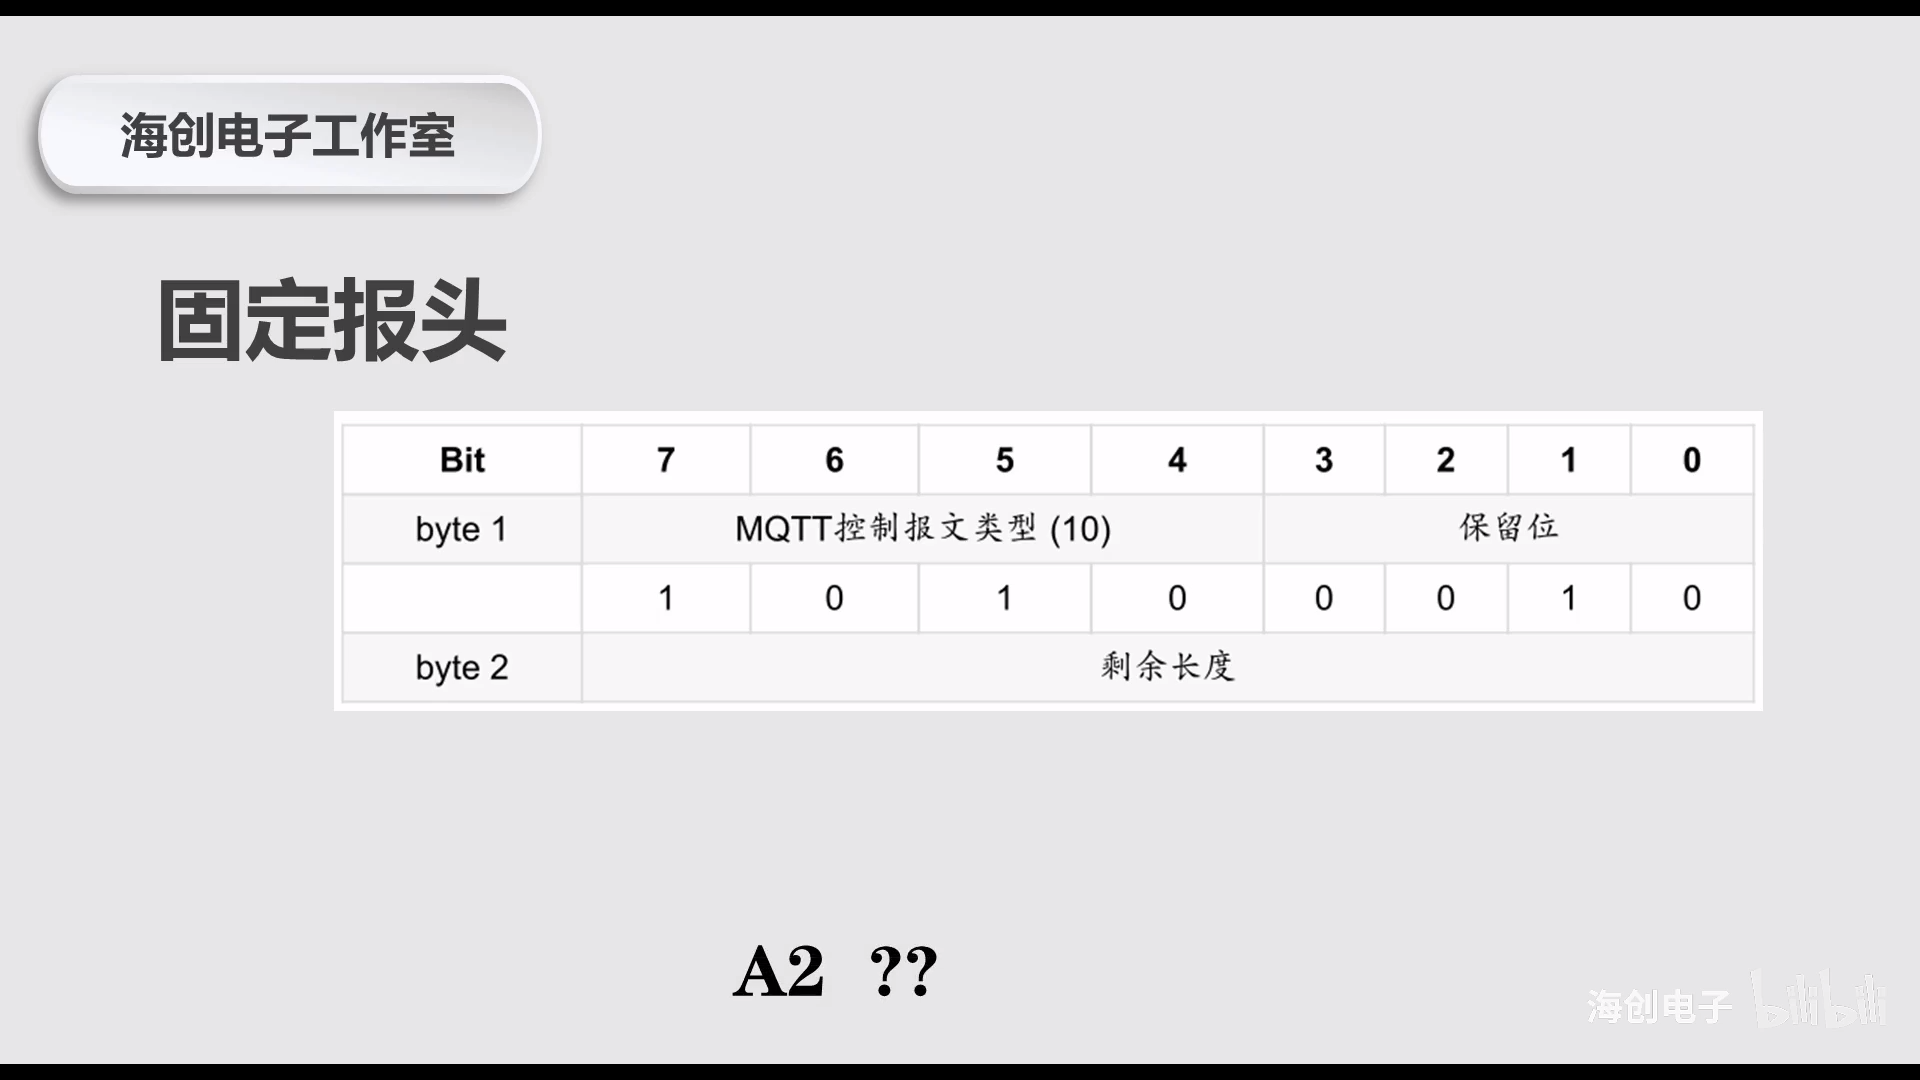 海创电子工作室
固定报头
Bit 7 6 5 4 3 2 1 0
byte 1 MQTT控制报文类型 (10) 保留位
1 0 1 0 0 0 1 0
byte 2 剩余长度
A2 ??
海创电子 bilibili